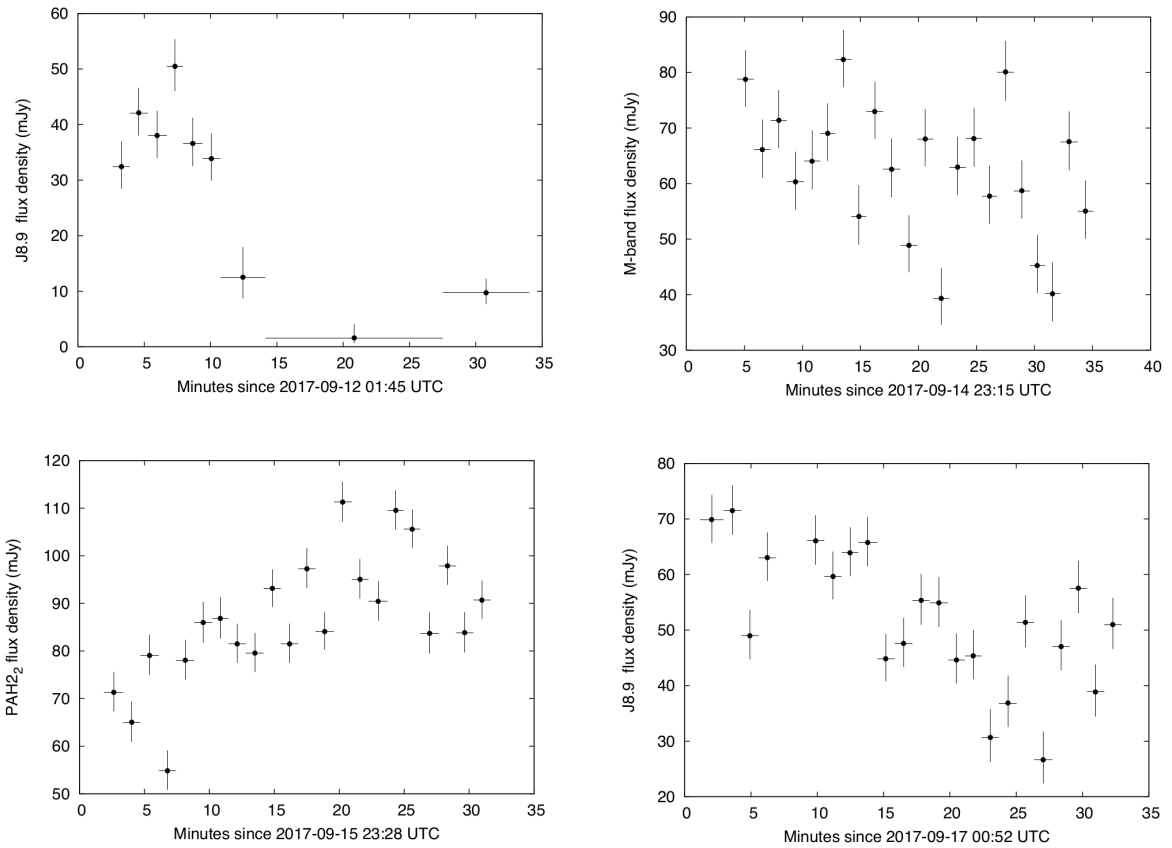 60
50
40
30
20
10
0
J8.9 flux density (mJy)
0 5 10 15 20 25 30 35
Minutes since 2017-09-12 01:45 UTC
90
80
70
60
50
40
30
M-band flux density (mJy)
0 5 10 15 20 25 30 35 40
Minutes since 2017-09-14 23:15 UTC
120
110
100
90
80
70
60
50
PAH2₂ flux density (mJy)
0 5 10 15 20 25 30 35
Minutes since 2017-09-15 23:28 UTC
80
70
60
50
40
30
20
J8.9 flux density (mJy)
0 5 10 15 20 25 30 35
Minutes since 2017-09-17 00:52 UTC